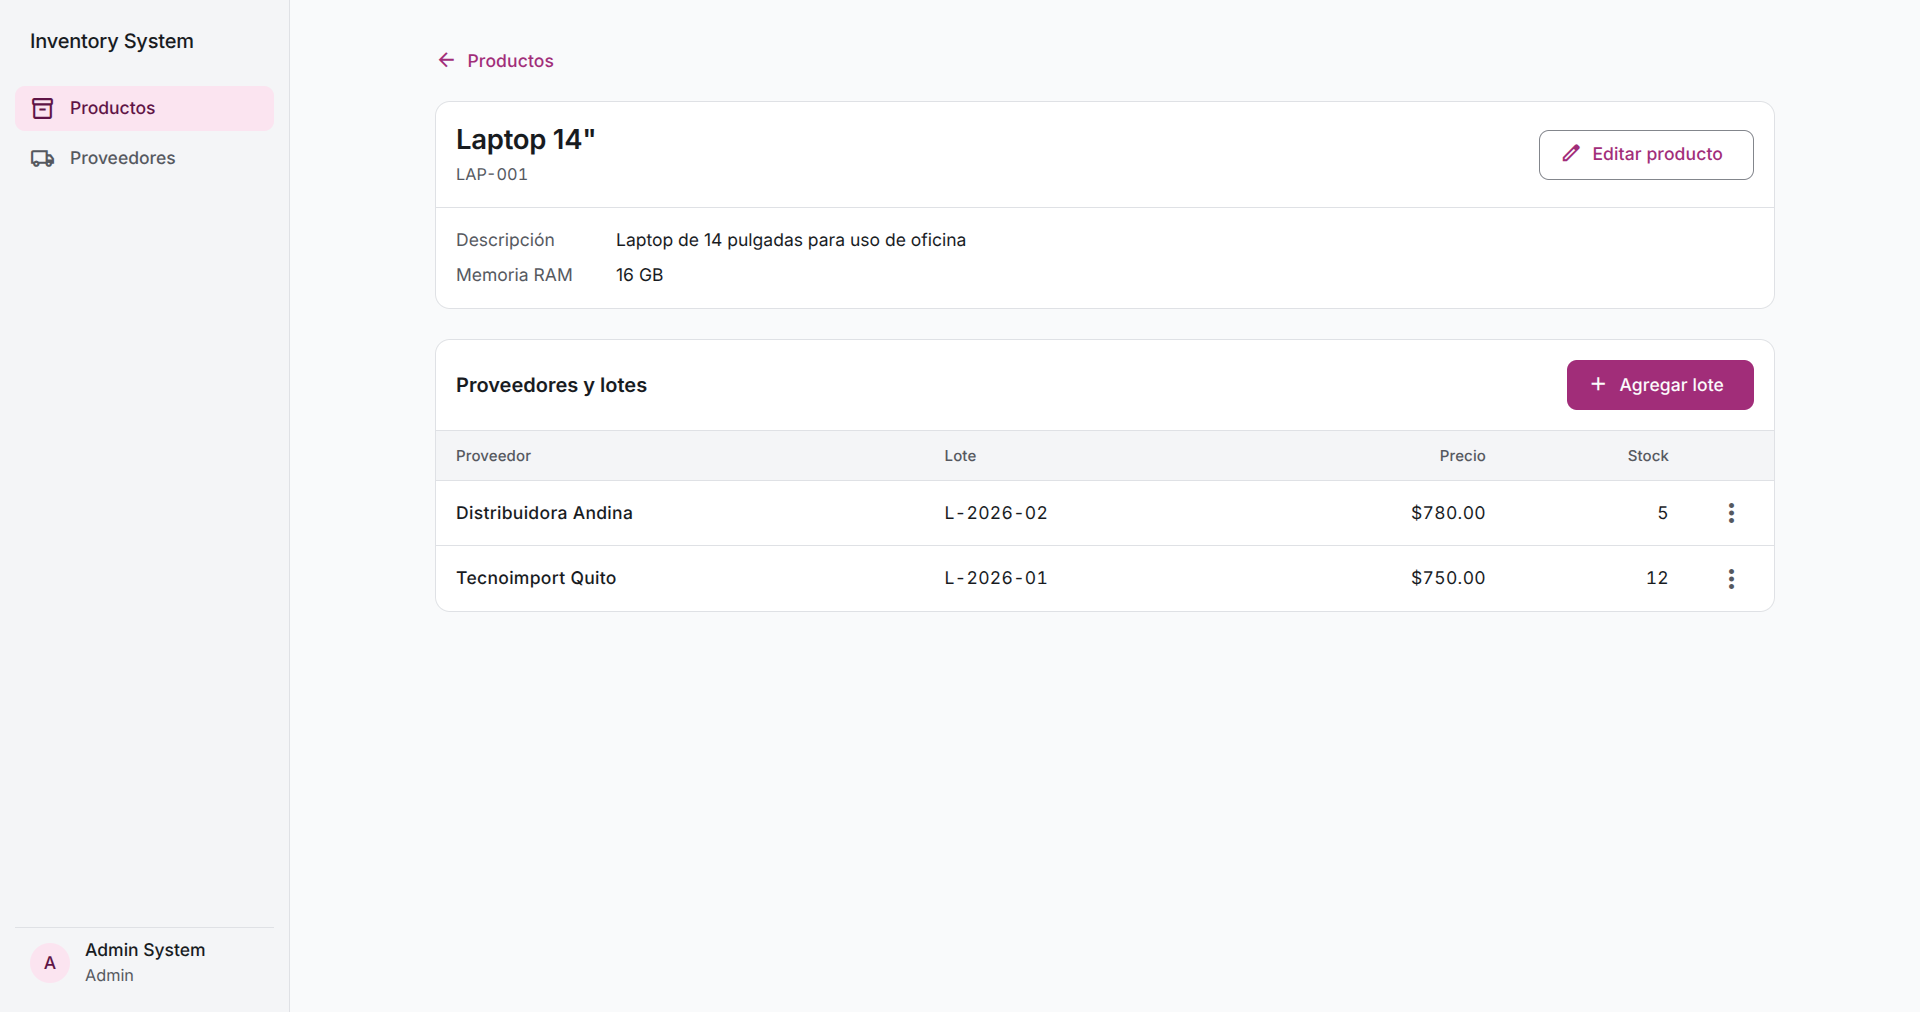 Inventory System
Productos
Proveedores
Productos
Laptop 14"
LAP-001
Editar producto
Descripción Laptop de 14 pulgadas para uso de oficina
Memoria RAM 16 GB
Proveedores y lotes
Agregar lote
Proveedor Lote Precio Stock
Distribuidora Andina L-2026-02 $780.00 5
Tecnoimport Quito L-2026-01 $750.00 12
A
Admin System
Admin